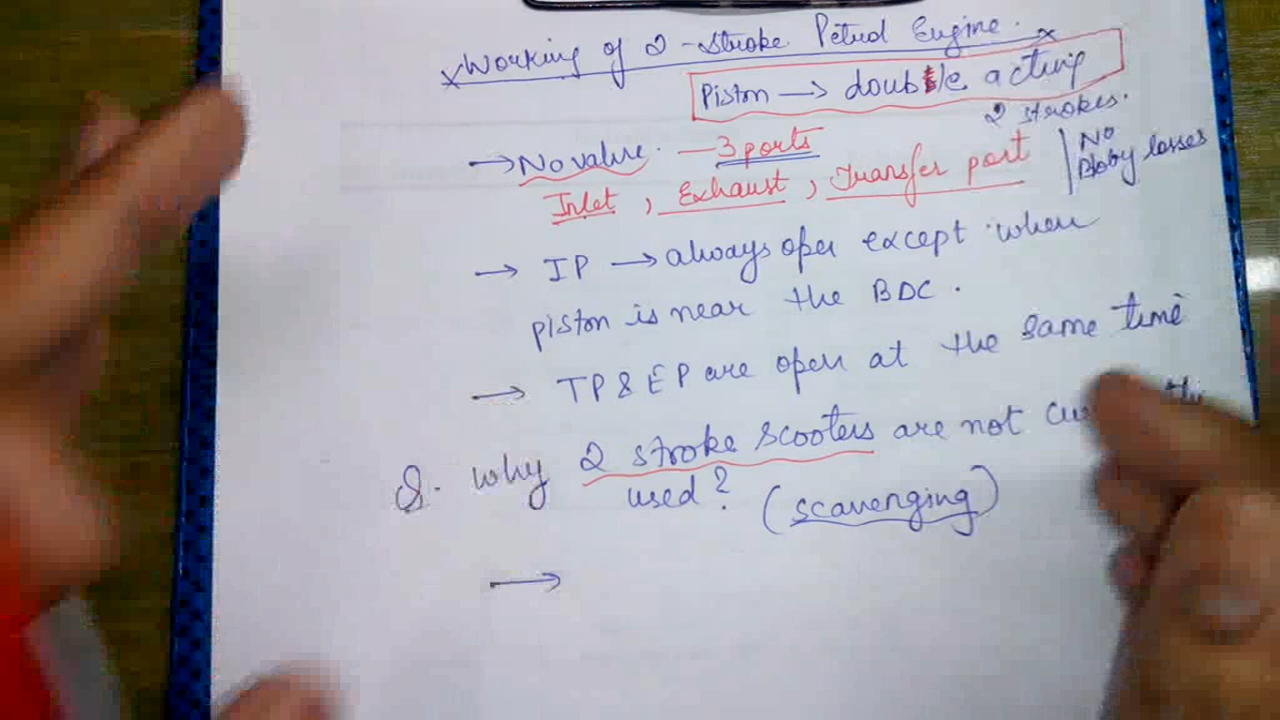 Working of 2-Stroke Petrol Engine.
Piston → double acting
2 strokes.
→ No valve. — 3 ports
Inlet, Exhaust, Transfer port
No
losses
→ IP → always open except when
piston is near the BDC.
→ TP & EP are open at the same time
Q. Why 2 stroke scooters are not
used? (scavenging)
→